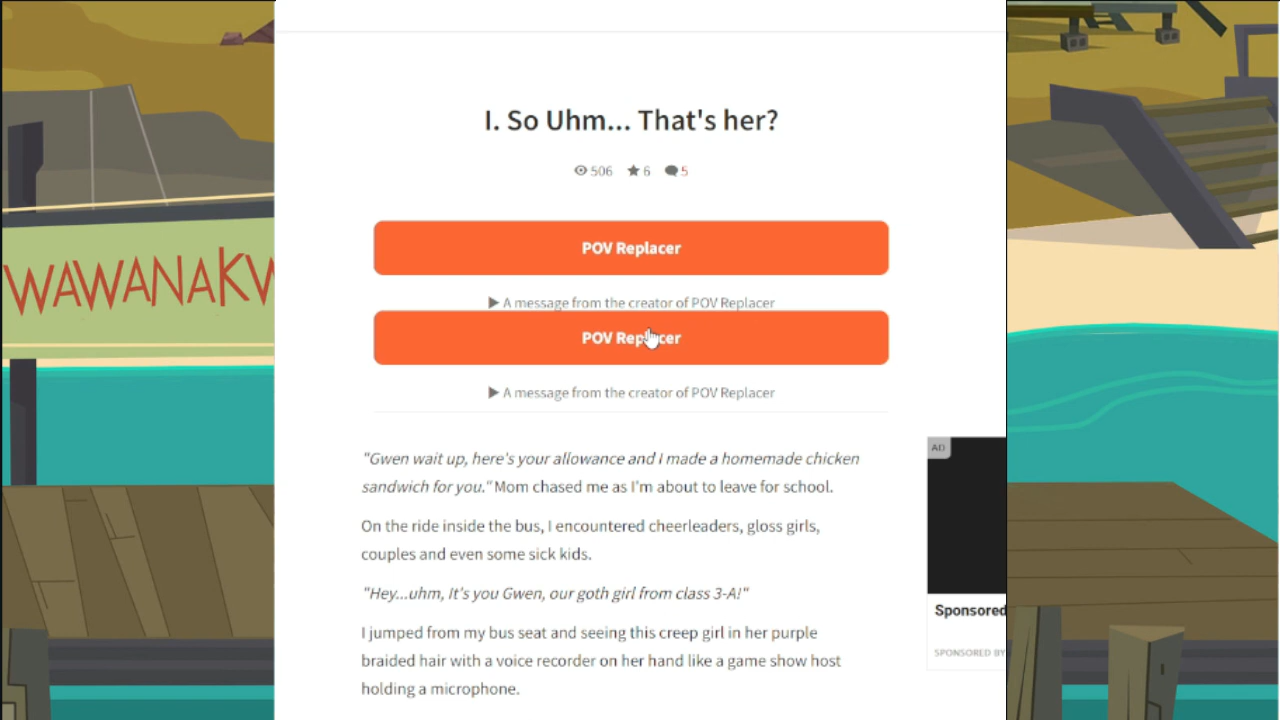 I. So Uhm... That's her?
506 6 5
POV Replacer
▶ A message from the creator of POV Replacer
POV Replacer
▶ A message from the creator of POV Replacer
WAWANAKW
"Gwen wait up, here's your allowance and I made a homemade chicken
sandwich for you." Mom chased me as I'm about to leave for school.
On the ride inside the bus, I encountered cheerleaders, gloss girls,
couples and even some sick kids.
"Hey...uhm, It's you Gwen, our goth girl from class 3-A!"
I jumped from my bus seat and seeing this creep girl in her purple
braided hair with a voice recorder on her hand like a game show host
holding a microphone.
AD
Sponsored
SPONSORED BY